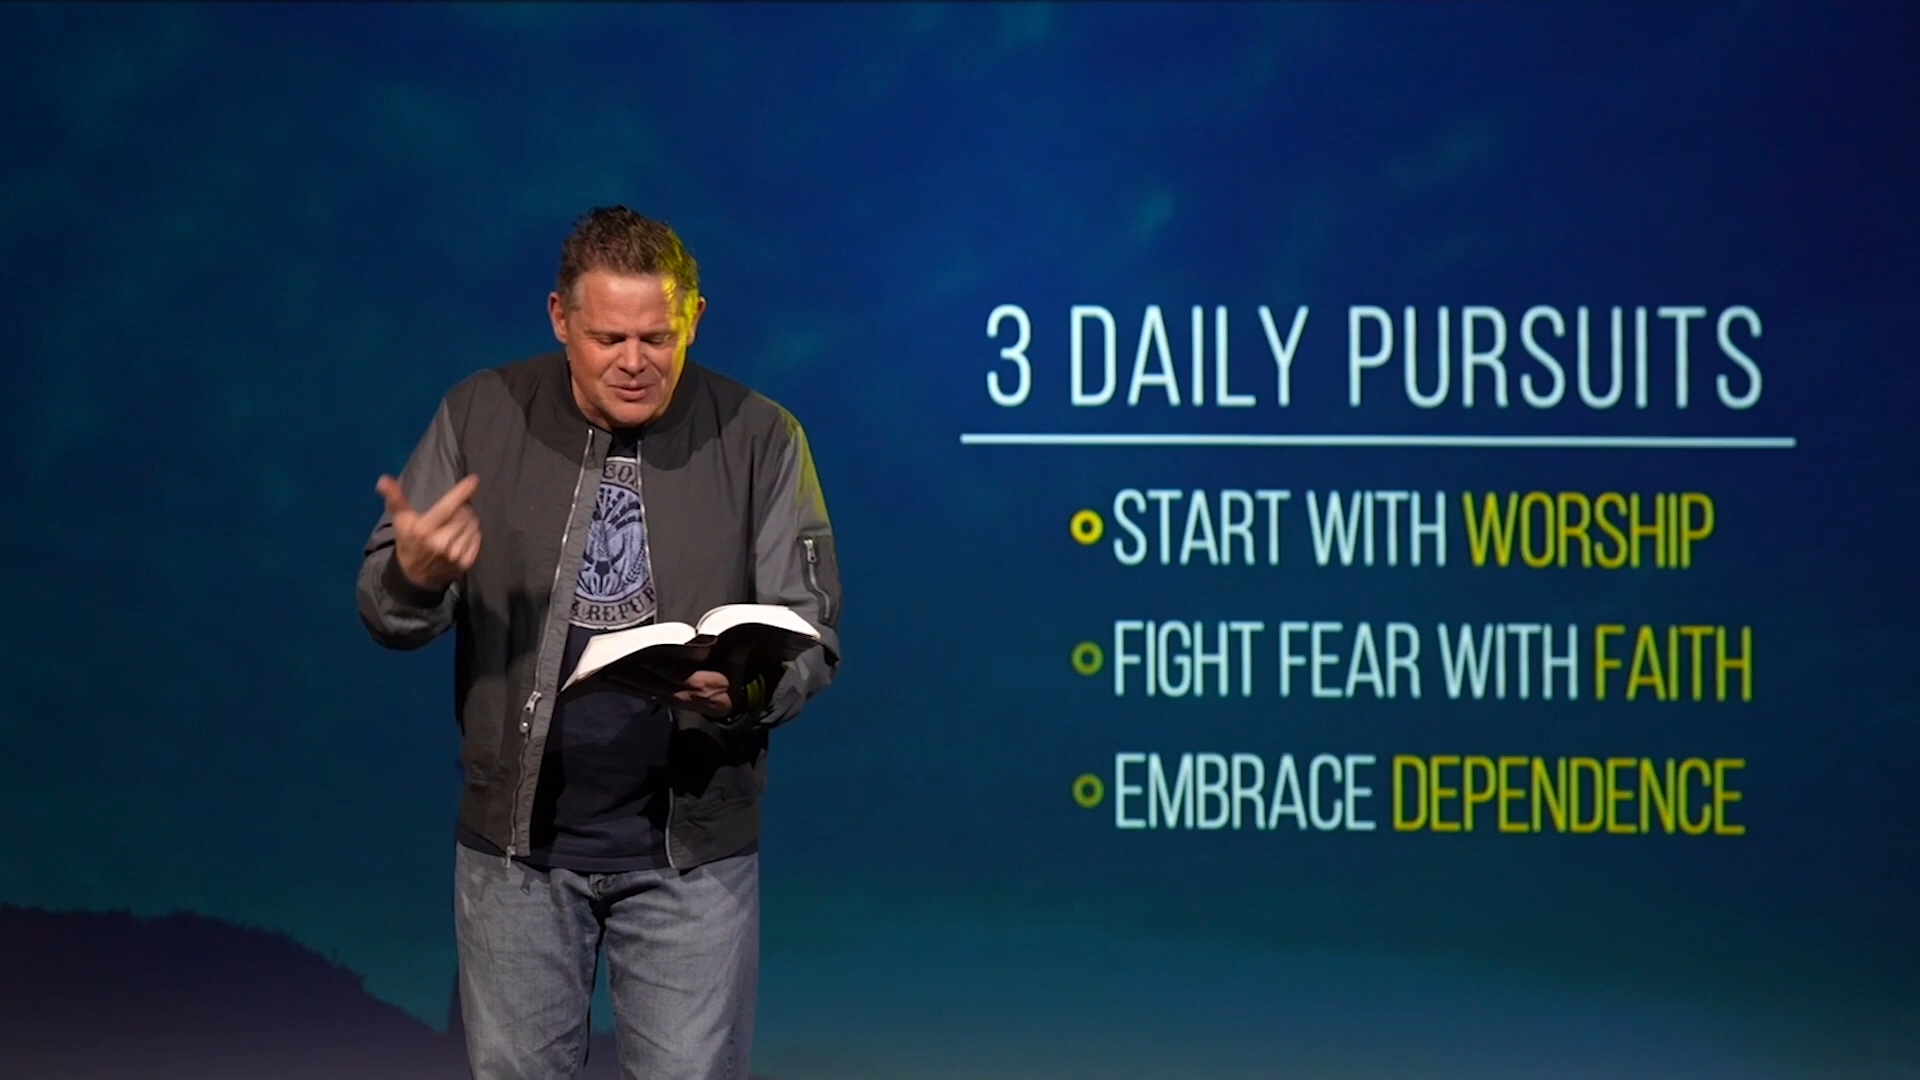 3 DAILY PURSUITS
START WITH WORSHIP
FIGHT FEAR WITH FAITH
EMBRACE DEPENDENCE